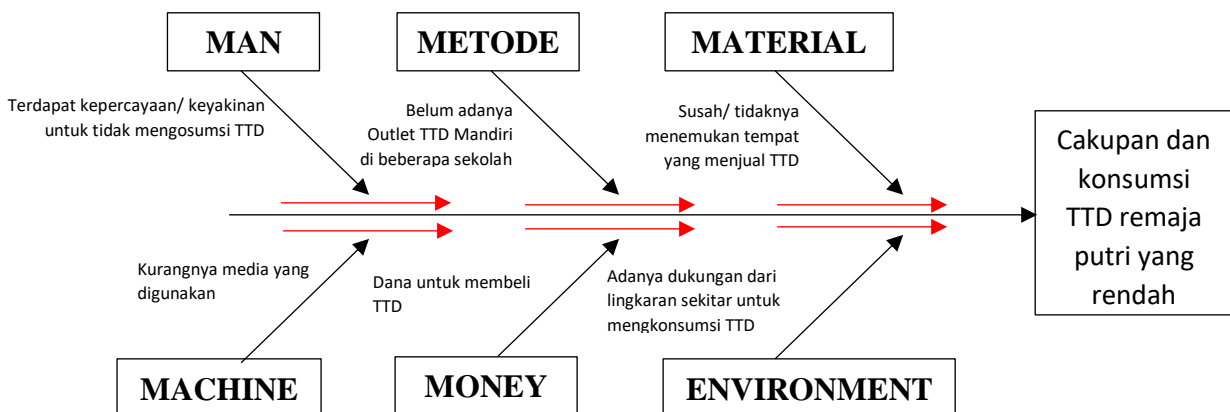 MAN
METODE
MATERIAL
Terdapat kepercayaan/ keyakinan
untuk tidak mengosumsi TTD
Belum adanya
Outlet TTD Mandiri
di beberapa sekolah
Susah/ tidaknya
menemukan tempat
yang menjual TTD
Cakupan dan
konsumsi
TTD remaja
putri yang
rendah
Kurangnya media yang
digunakan
Dana untuk membeli
TTD
Adanya dukungan dari
lingkaran sekitar untuk
mengkonsumsi TTD
MACHINE
MONEY
ENVIRONMENT